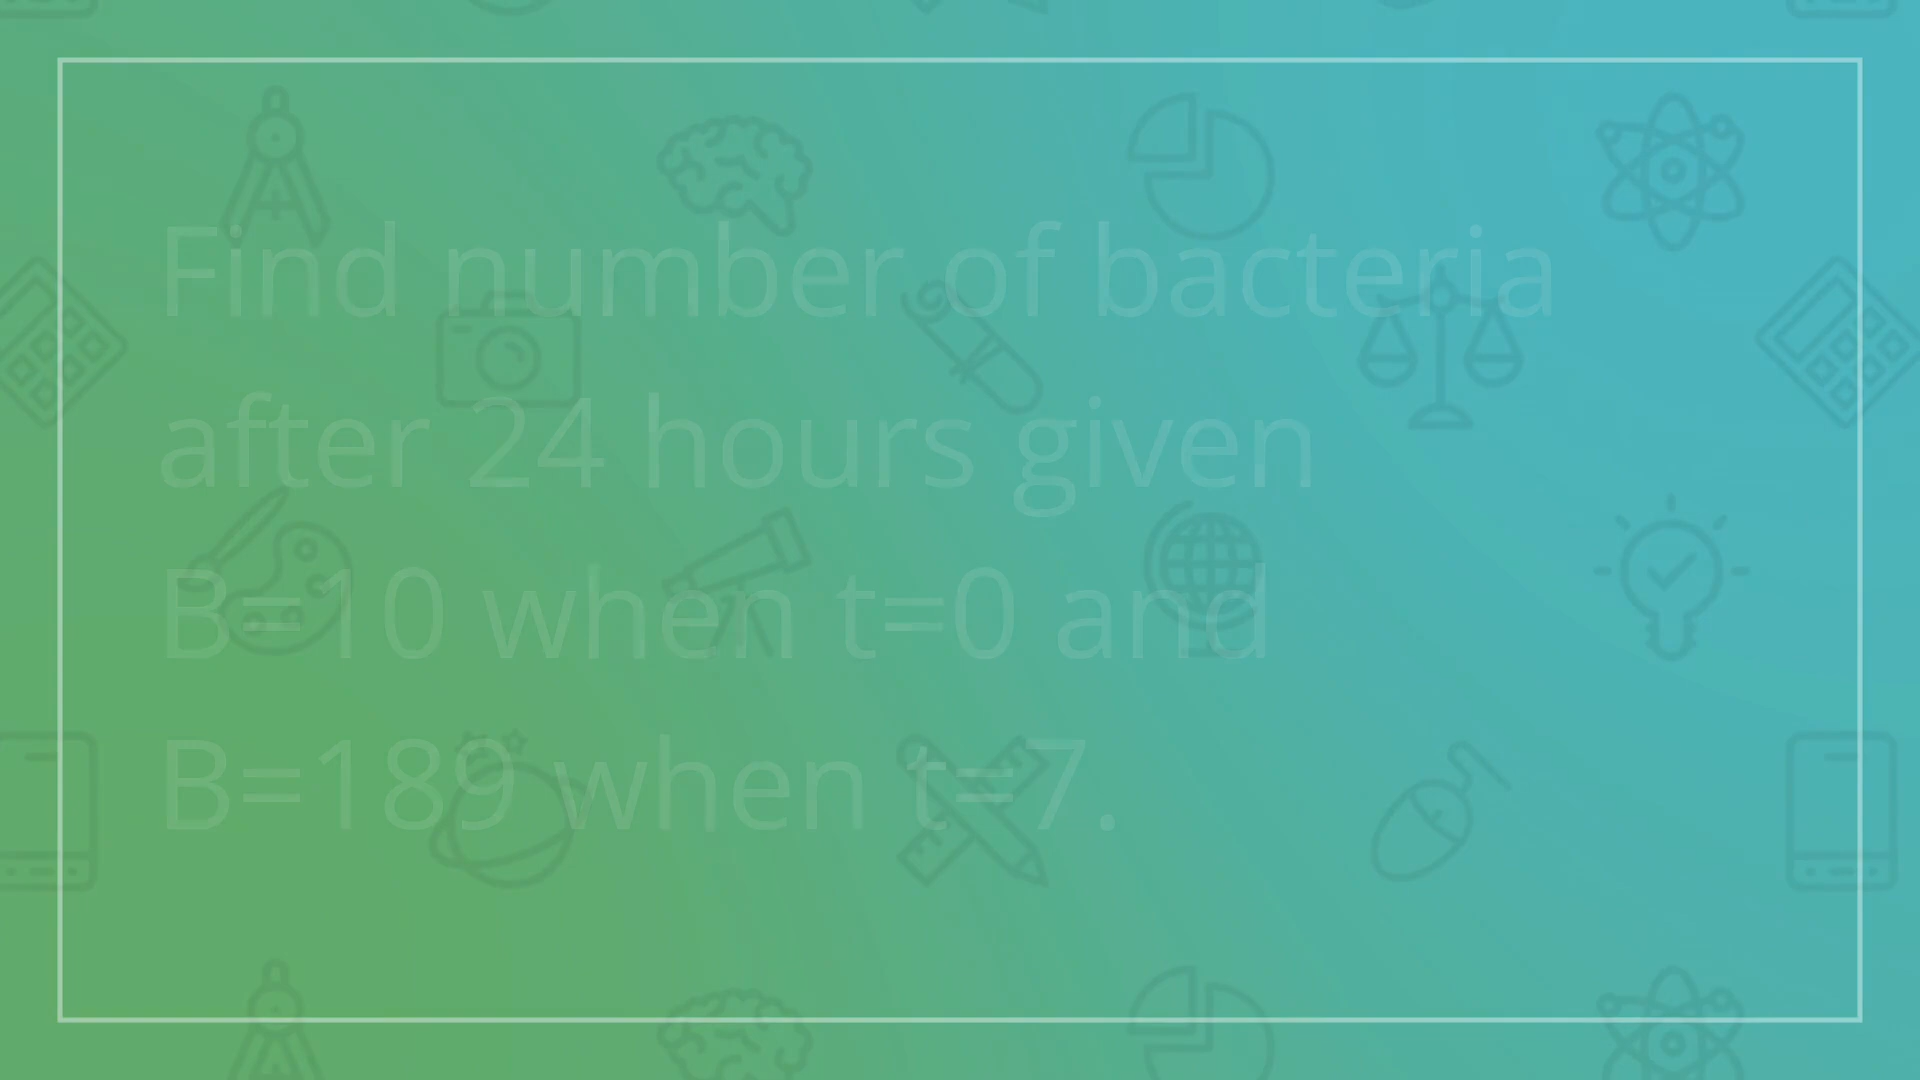 Find number of bacteria
after 24 hours given
B=10 when t=0 and
B=189 when t=7.